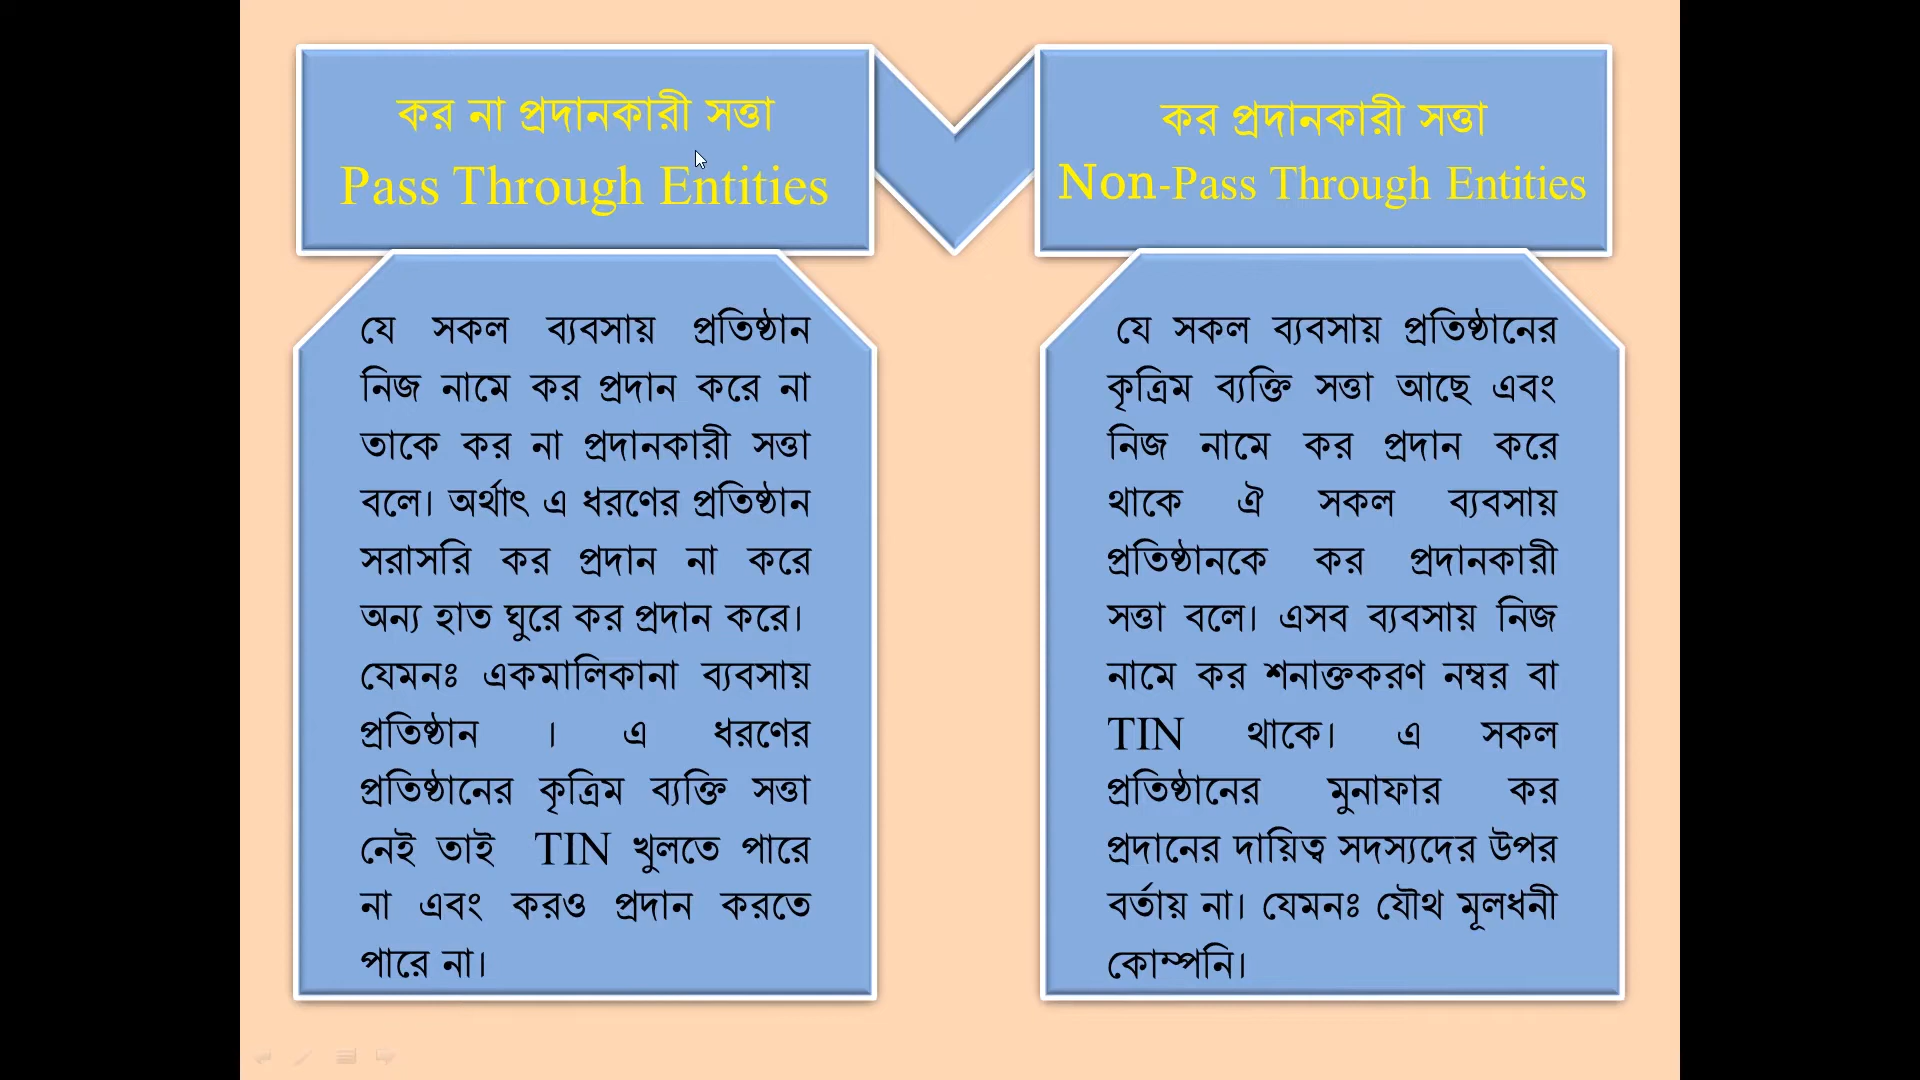 কর না প্রদানকারী সত্তা
Pass Through Entities
যে সকল ব্যবসায় প্রতিষ্ঠান
নিজ নামে কর প্রদান করে না
তাকে কর না প্রদানকারী সত্তা
বলে। অর্থাৎ এ ধরণের প্রতিষ্ঠান
সরাসরি কর প্রদান না করে
অন্য হাত ঘুরে কর প্রদান করে।
যেমনঃ একমালিকানা ব্যবসায়
প্রতিষ্ঠান । এ ধরণের
প্রতিষ্ঠানের কৃত্রিম ব্যক্তি সত্তা
নেই তাই TIN খুলতে পারে
না এবং করও প্রদান করতে
পারে না।
কর প্রদানকারী সত্তা
Non-Pass Through Entities
যে সকল ব্যবসায় প্রতিষ্ঠানের
কৃত্রিম ব্যক্তি সত্তা আছে এবং
নিজ নামে কর প্রদান করে
থাকে ঐ সকল ব্যবসায়
প্রতিষ্ঠানকে কর প্রদানকারী
সত্তা বলে। এসব ব্যবসায় নিজ
নামে কর শনাক্তকরণ নম্বর বা
TIN থাকে। এ সকল
প্রতিষ্ঠানের মুনাফার কর
প্রদানের দায়িত্ব সদস্যদের উপর
বর্তায় না। যেমনঃ যৌথ মূলধনী
কোম্পনি।